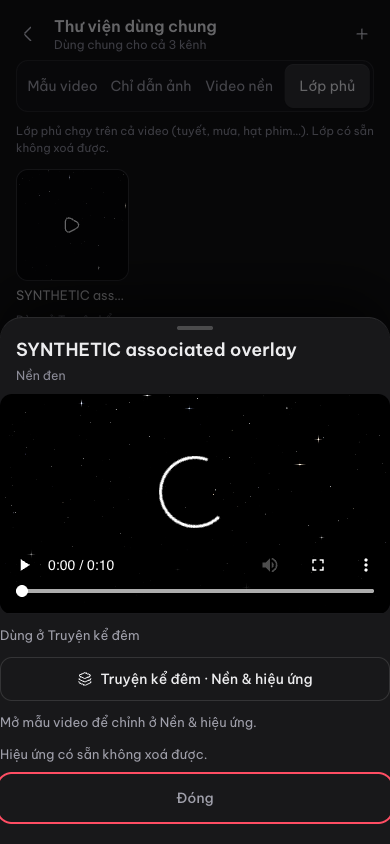 Thư viện dùng chung
Dùng chung cho cả 3 kênh
Mẫu video Chỉ dẫn ảnh Video nền Lớp phủ
Lớp phủ chạy trên cả video (tuyết, mưa, hạt phim…). Lớp có sẵn
không xoá được.
SYNTHETIC ass…
SYNTHETIC associated overlay
Nền đen
0:00 / 0:10
Dùng ở Truyện kể đêm
Truyện kể đêm · Nền & hiệu ứng
Mở mẫu video để chỉnh ở Nền & hiệu ứng.
Hiệu ứng có sẵn không xoá được.
Đóng